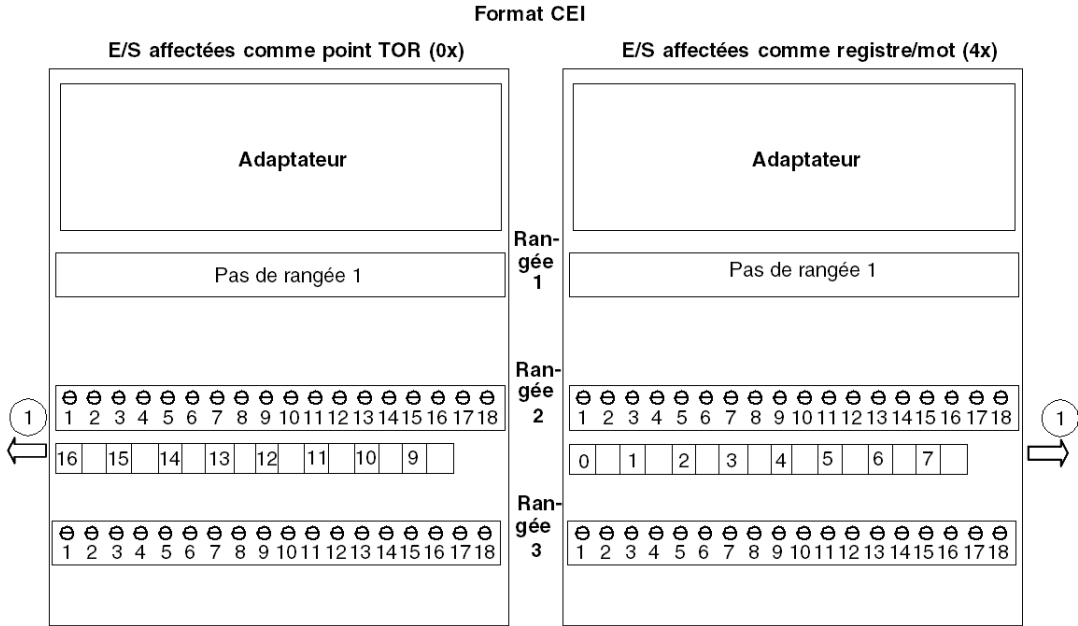 Format CEI
E/S affectées comme point TOR (0x)
E/S affectées comme registre/mot (4x)
Adaptateur
Adaptateur
Ran-
gée
1
Pas de rangée 1
Pas de rangée 1
Ran-
gée
2
1 2 3 4 5 6 7 8 9 10 11 12 13 14 15 16 17 18
1 2 3 4 5 6 7 8 9 10 11 12 13 14 15 16 17 18
1
1
16 15 14 13 12 11 10 9
0 1 2 3 4 5 6 7
Ran-
gée
3
1 2 3 4 5 6 7 8 9 10 11 12 13 14 15 16 17 18
1 2 3 4 5 6 7 8 9 10 11 12 13 14 15 16 17 18